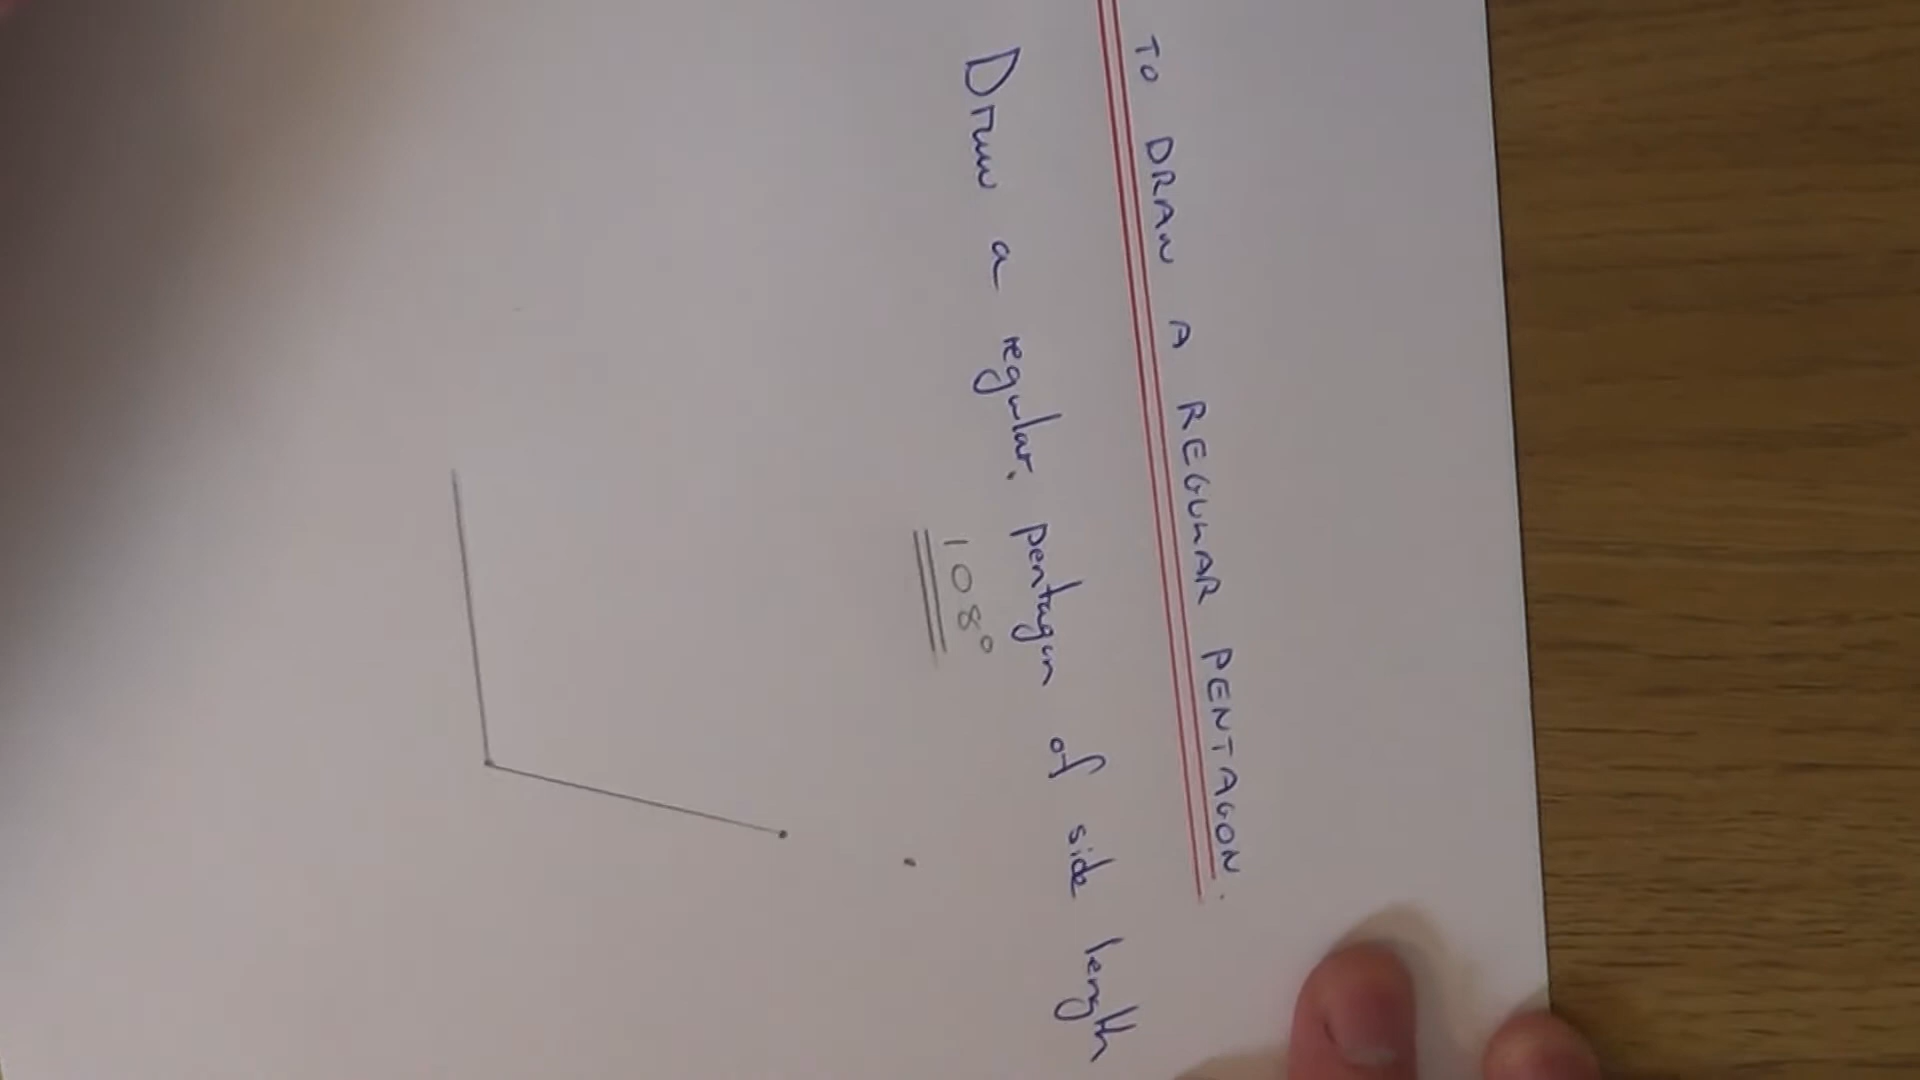 TO DRAW A REGULAR PENTAGON.
Draw a regular. pentagon of side length
108°